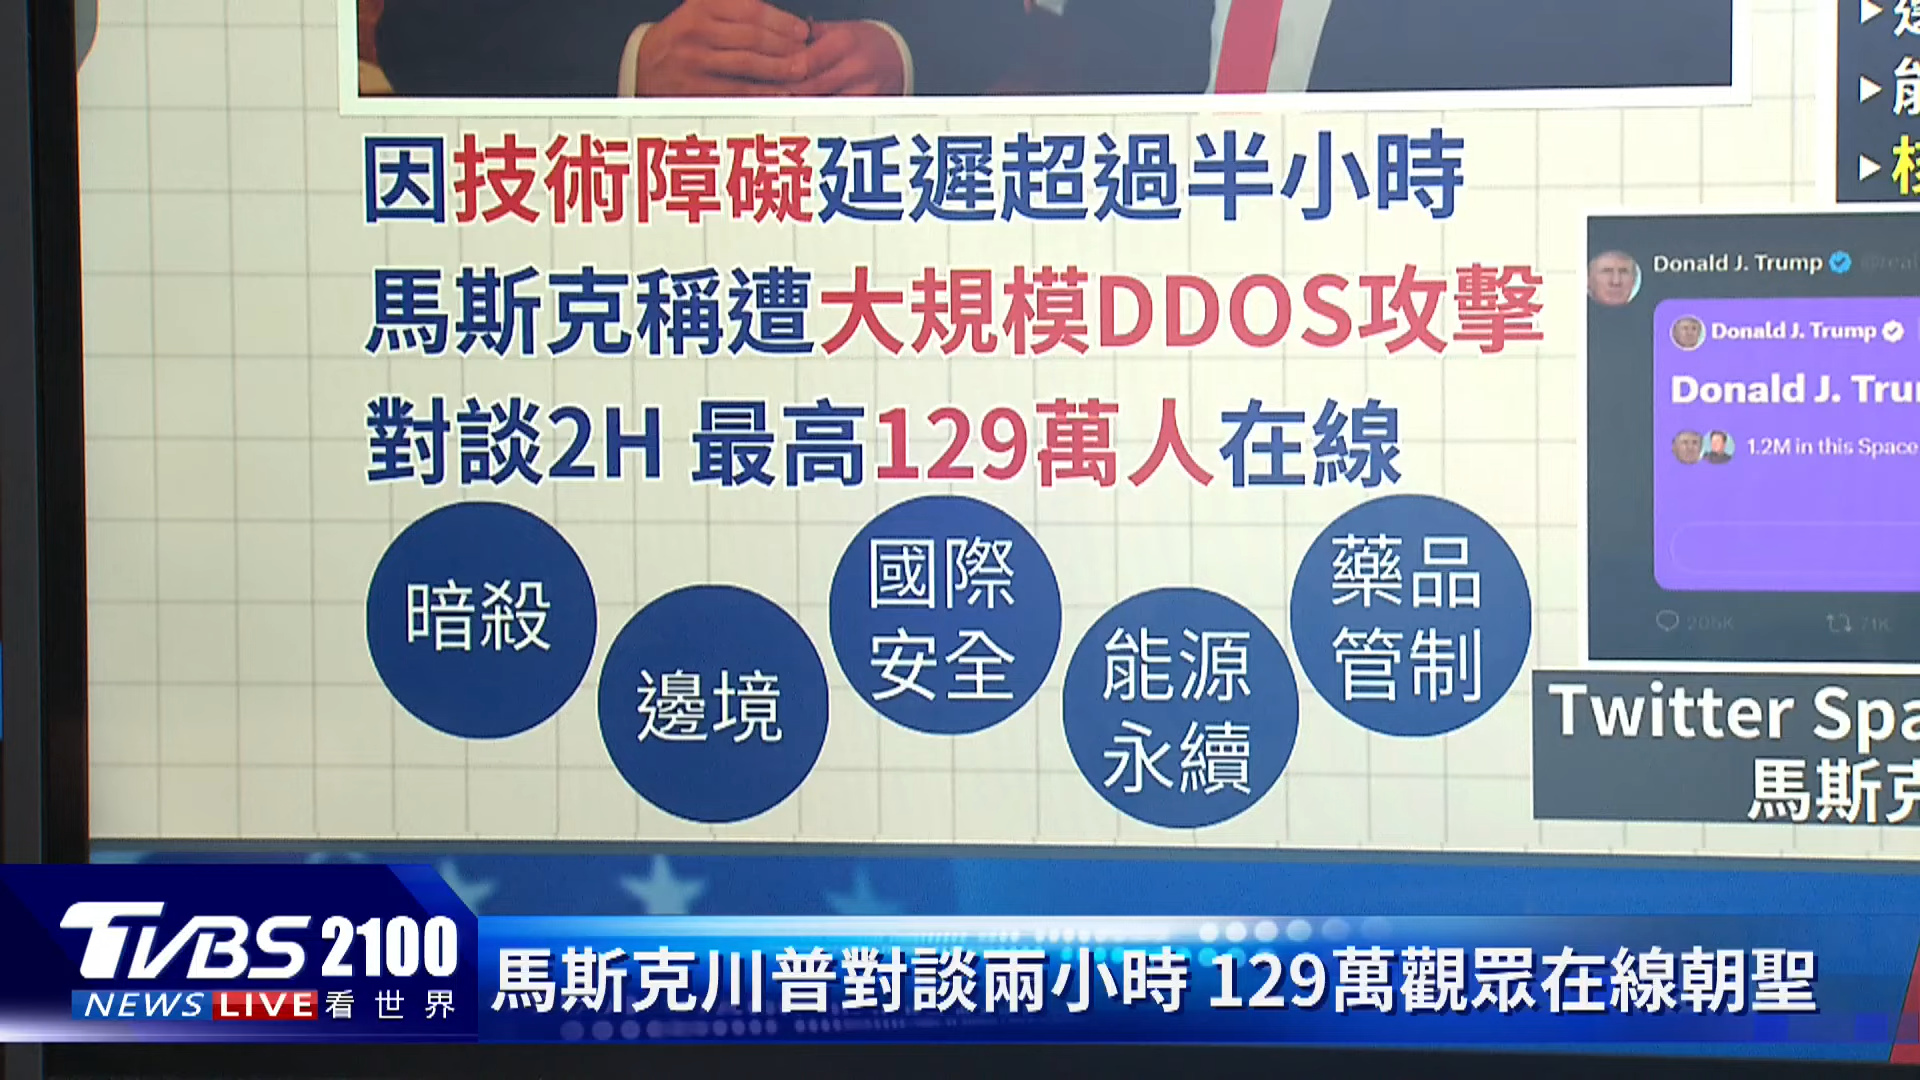 因技術障礙延遲超過半小時
馬斯克稱遭大規模DDOS攻擊
對談2H 最高129萬人在線
暗殺
邊境
國際
安全
能源
永續
藥品
管制
Donald J. Trump
Donald J. Trump
Donald J. Tru
1.2M in this Space
205K
71K
Twitter Spa
馬斯克
TVBS 2100
NEWS LIVE 看世界
馬斯克川普對談兩小時 129萬觀眾在線朝聖